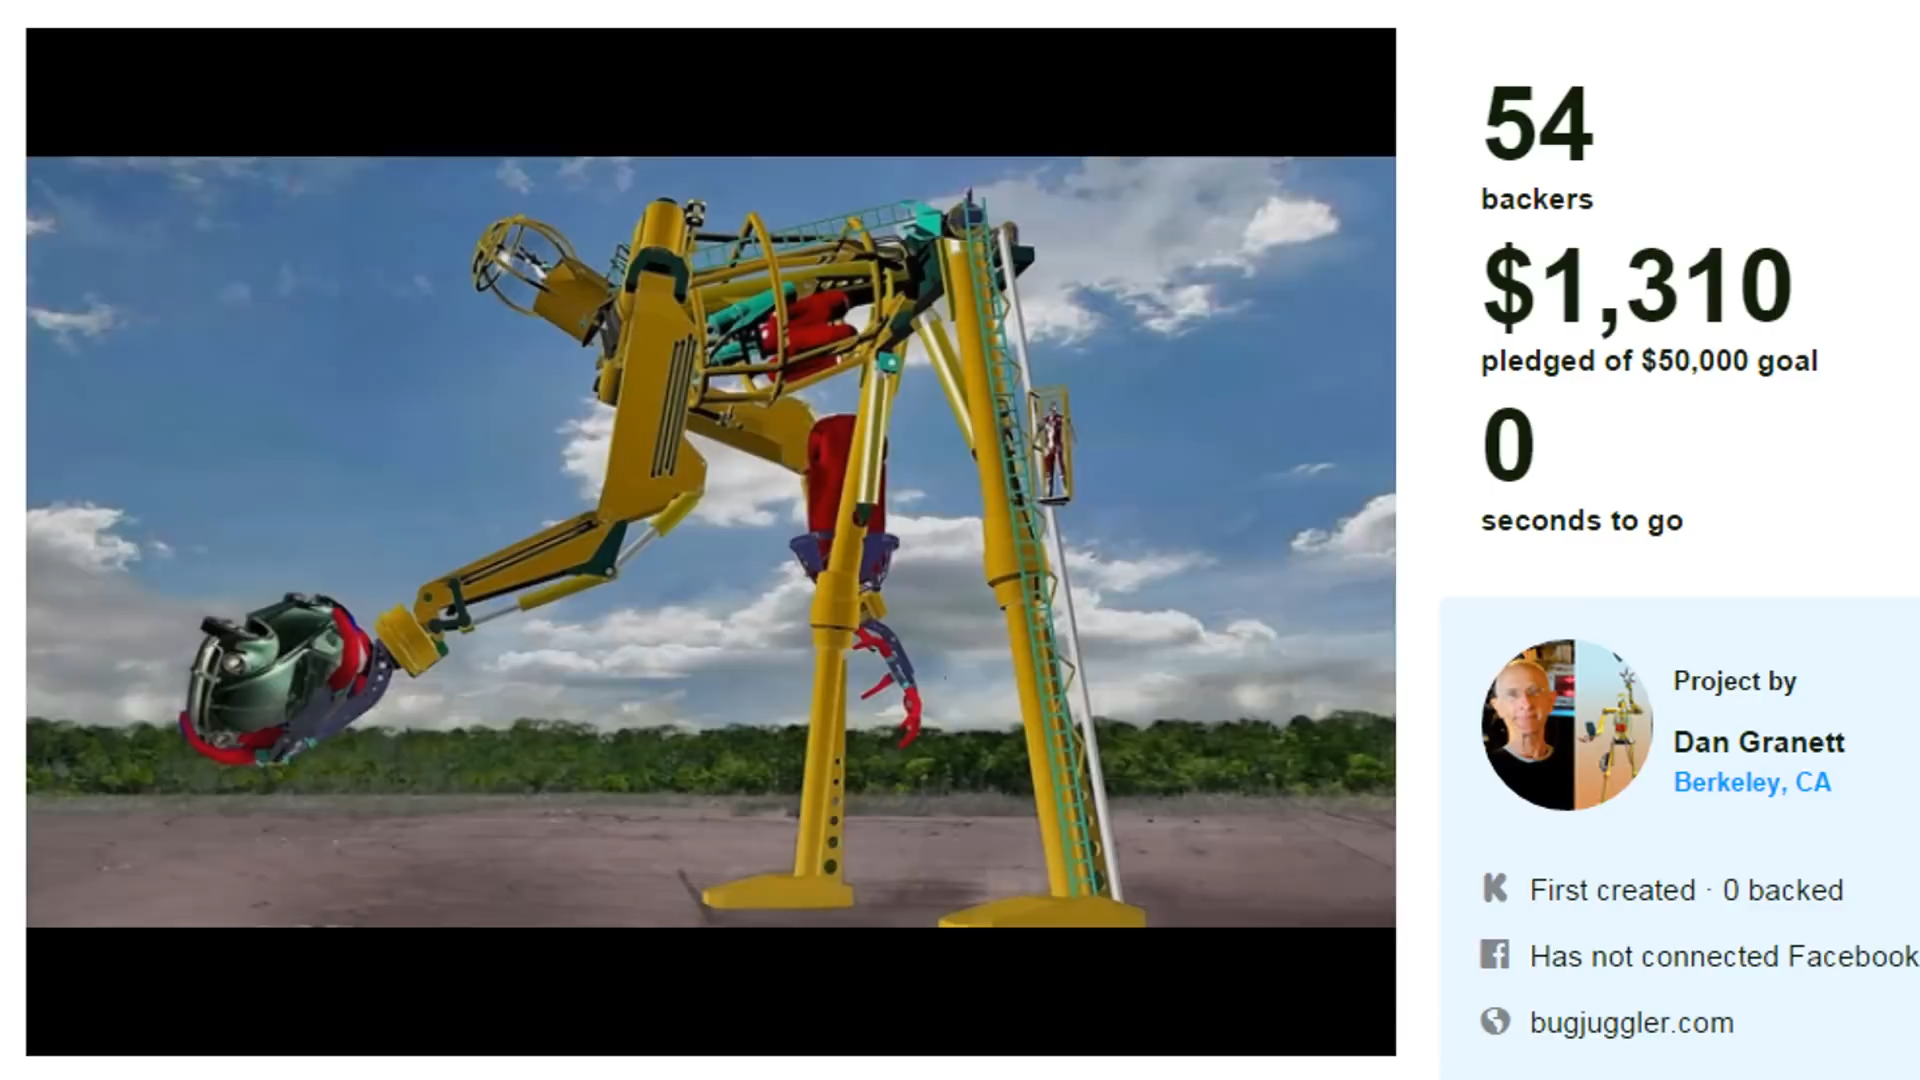 54
backers
$1,310
pledged of $50,000 goal
0
seconds to go
Project by
Dan Granett
Berkeley, CA
First created · 0 backed
Has not connected Facebook
bugjuggler.com